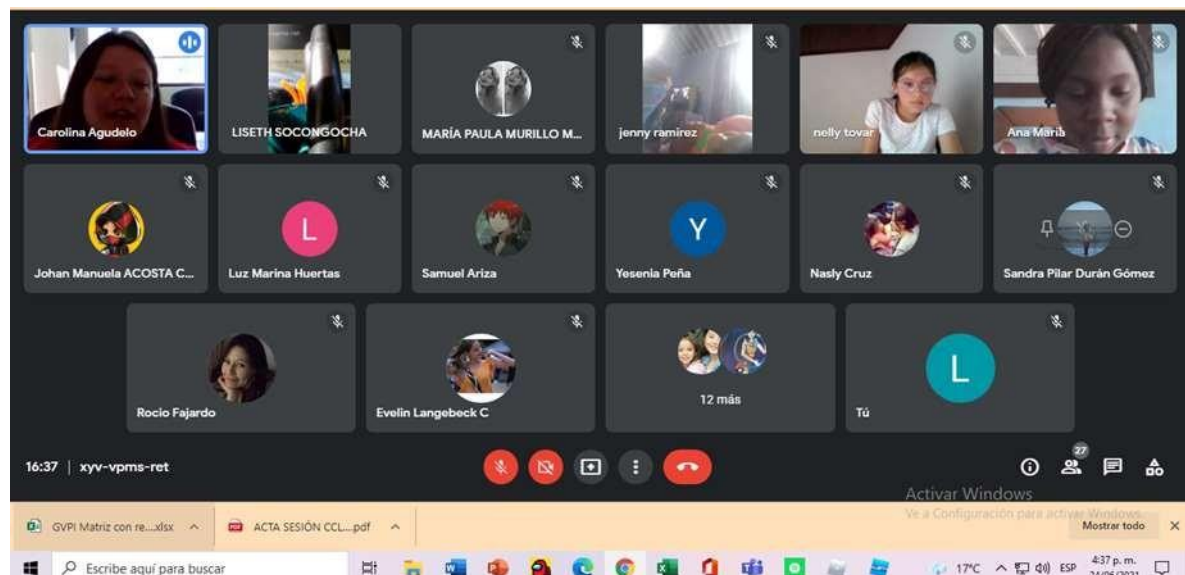 Carolina Agudelo
LISETH SOCONGOCHA
MARÍA PAULA MURILLO M...
jenny ramirez
nelly tovar
Ana María
Johan Manuela ACOSTA C...
L
Luz Marina Huertas
Samuel Ariza
Y
Yesenia Peña
Nasly Cruz
Sandra Pilar Durán Gómez
Rocio Fajardo
Evelin Langebeck C
12 más
L
Tú
16:37 | xyv-vpms-ret
27
Activar Windows
Ve a Configuración para activar Windows.
GVPI Matriz con re....xlsx
ACTA SESIÓN CCL....pdf
Mostrar todo
Escribe aquí para buscar
17°C
ESP
4:37 p. m.
24/06/2021